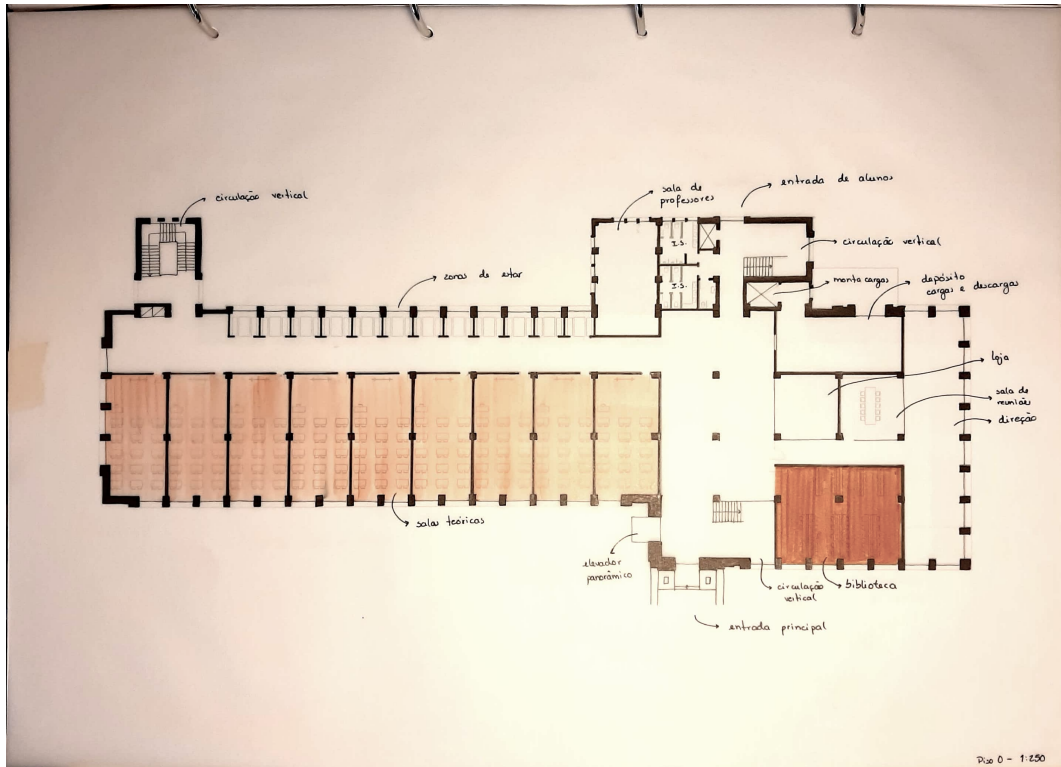 circulação vertical
sala de
professores
entrada de alunos
I.S.
circulação vertical
zonas de estar
I.S.
monta cargas
depósito
cargas e descargas
loja
sala de
reuniões
direção
salas teóricas
elevador
panorâmico
circulação
vertical
biblioteca
entrada principal
Piso 0 - 1:250